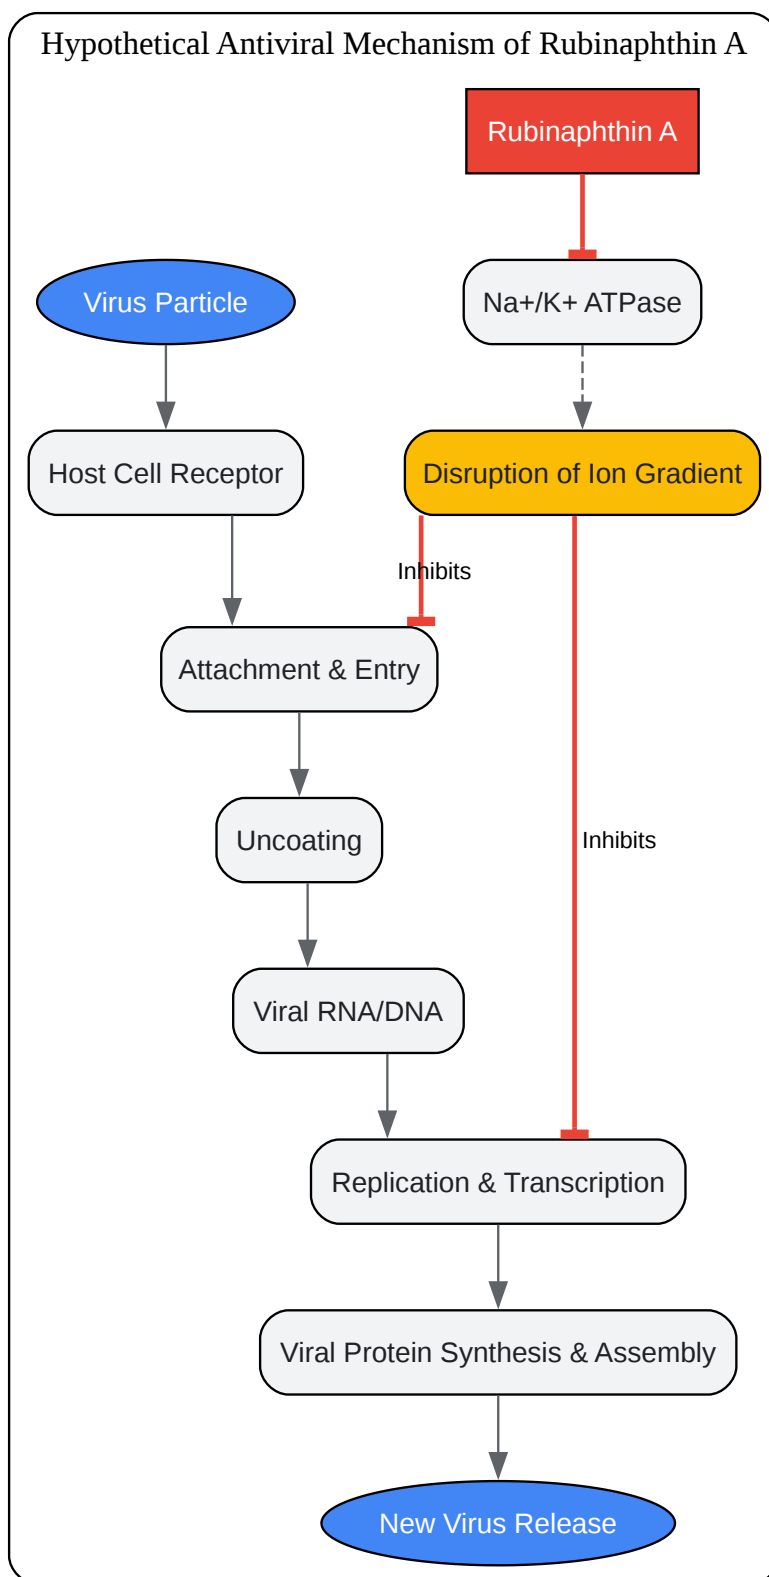 Hypothetical Antiviral Mechanism of Rubinaphthin A
Rubinaphthin A
Virus Particle
Na+/K+ ATPase
Host Cell Receptor
Disruption of Ion Gradient
Inhibits
Attachment & Entry
Uncoating
Inhibits
Viral RNA/DNA
Replication & Transcription
Viral Protein Synthesis & Assembly
New Virus Release